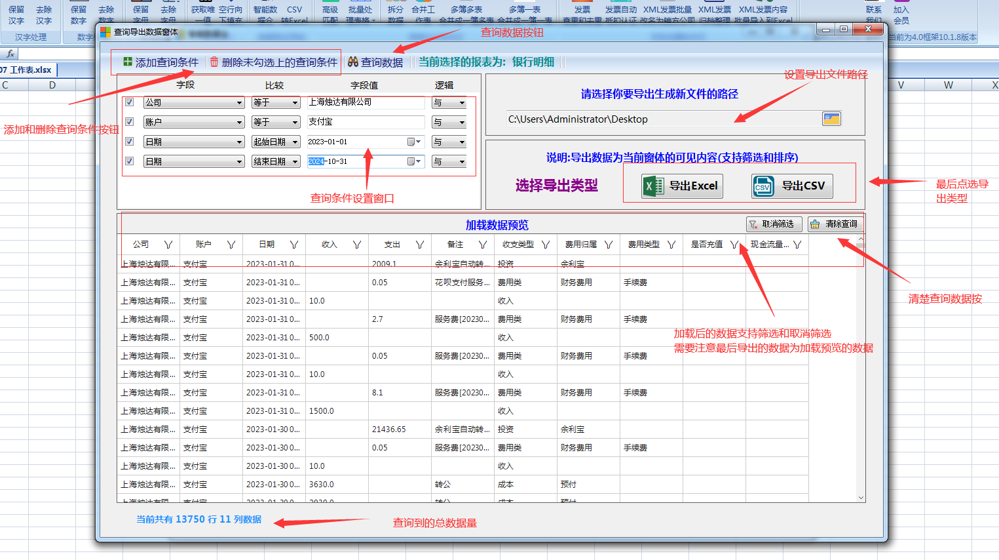 保留 去除 保留 去除 保留 去除 获取唯 空行向 智能数 CSV 高级 批量处 拆分 合并工 多簿多表 多簿一表 发票 发票自动 XML发票批量 XML发票 XML发票内容 联系 加入
汉字 汉字 数字 数字 字母 字母 一值 下填充 据分 转Excel 匹配 理表格 数据 作表 合并成一簿多表 合并成一簿一表 查重和去重 抵扣认证 改名为销方公司 归档整理 批量导入到Excel 我们 会员
汉字处理 当前为4.0框架10.1.8版本
查询导出数据窗体
查询数据按钮
添加查询条件 删除未勾选上的查询条件 查询数据 当前选择的报表为: 银行明细
fx
07 工作表.xlsx
设置导出文件路径
C D V W X
字段 比较 字段值 逻辑
请选择你要导出生成新文件的路径
公司 等于 上海烛达有限公司 与
账户 等于 支付宝 与
C:\Users\Administrator\Desktop
添加和删除查询条件按钮
日期 起始日期 2023-01-01 与
日期 结束日期 2024-10-31 与
说明:导出数据为当前窗体的可见内容(支持筛选和排序)
选择导出类型 导出Excel CSV 导出CSV
最后点选导
出类型
查询条件设置窗口
加载数据预览 取消筛选 清除查询
公司 账户 日期 收入 支出 备注 收支类型 费用归属 费用类型 是否充值 现金流量...
上海烛达有限... 支付宝 2023-01-31 0... 2009.1 余利宝自动转... 投资 余利宝
上海烛达有限... 支付宝 2023-01-31 0... 0.05 花呗支付服务... 费用类 财务费用 手续费
上海烛达有限... 支付宝 2023-01-31 0... 10.0 收入
清楚查询数据按
上海烛达有限... 支付宝 2023-01-31 0... 2.7 服务费[20230... 费用类 财务费用 手续费
上海烛达有限... 支付宝 2023-01-31 0... 500.0 收入
加载后的数据支持筛选和取消筛选
需要注意最后导出的数据为加载预览的数据
上海烛达有限... 支付宝 2023-01-31 0... 0.05 服务费[20230... 费用类 财务费用 手续费
上海烛达有限... 支付宝 2023-01-31 0... 10.0 收入
上海烛达有限... 支付宝 2023-01-31 0... 8.1 服务费[20230... 费用类 财务费用 手续费
上海烛达有限... 支付宝 2023-01-31 0... 1500.0 收入
上海烛达有限... 支付宝 2023-01-30 0... 21436.65 余利宝自动转... 投资 余利宝
上海烛达有限... 支付宝 2023-01-30 0... 0.05 服务费[20230... 费用类 财务费用 手续费
上海烛达有限... 支付宝 2023-01-30 0... 10.0 收入
上海烛达有限... 支付宝 2023-01-30 0... 3630.0 转公 成本 预付
上海烛达有限... 支付宝 2023-01-30 0... 2930.0 转公 成本 预付
当前共有 13750 行 11 列数据
查询到的总数据量